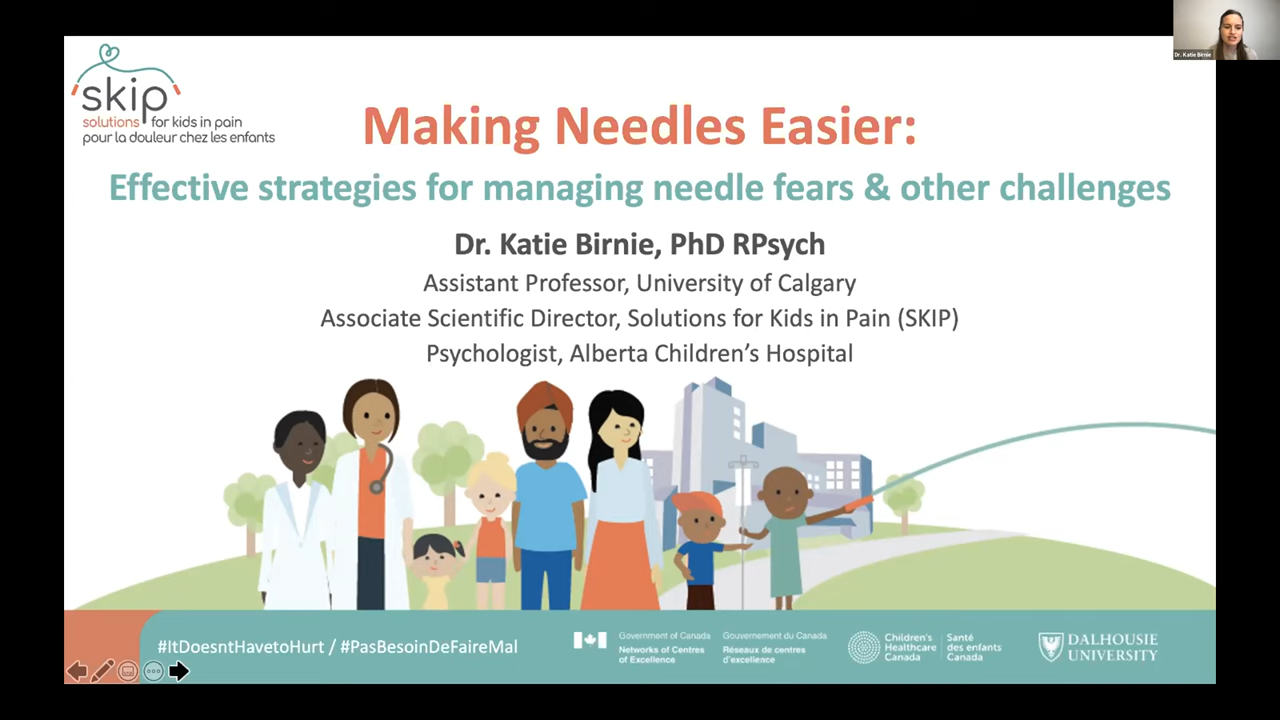 Dr. Katie Birnie
skip
solutions for kids in pain
pour la douleur chez les enfants
Making Needles Easier:
Effective strategies for managing needle fears & other challenges
Dr. Katie Birnie, PhD RPsych
Assistant Professor, University of Calgary
Associate Scientific Director, Solutions for Kids in Pain (SKIP)
Psychologist, Alberta Children's Hospital
#ItDoesntHavetoHurt / #PasBesoinDeFaireMal
Government of Canada
Networks of Centres
of Excellence
Gouvernement du Canada
Réseaux de centres
d'excellence
Children's
Healthcare
Canada
Santé
des enfants
Canada
DALHOUSIE
UNIVERSITY